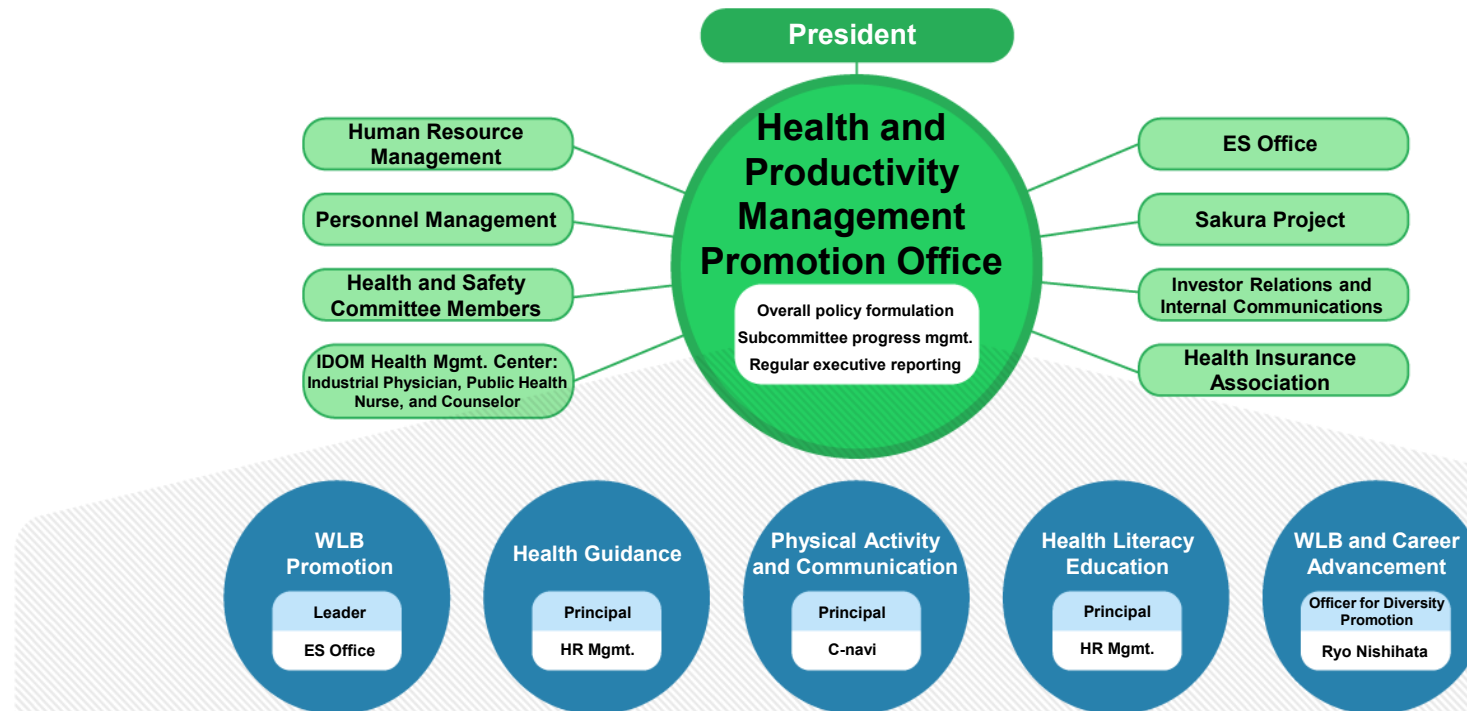 President
Health and
Productivity
Management
Promotion Office
Overall policy formulation
Subcommittee progress mgmt.
Regular executive reporting
Human Resource
Management
Personnel Management
Health and Safety
Committee Members
IDOM Health Mgmt. Center:
Industrial Physician, Public Health
Nurse, and Counselor
ES Office
Sakura Project
Investor Relations and
Internal Communications
Health Insurance
Association
WLB
Promotion
Leader
ES Office
Health Guidance
Principal
HR Mgmt.
Physical Activity
and Communication
Principal
C-navi
Health Literacy
Education
Principal
HR Mgmt.
WLB and Career
Advancement
Officer for Diversity
Promotion
Ryo Nishihata